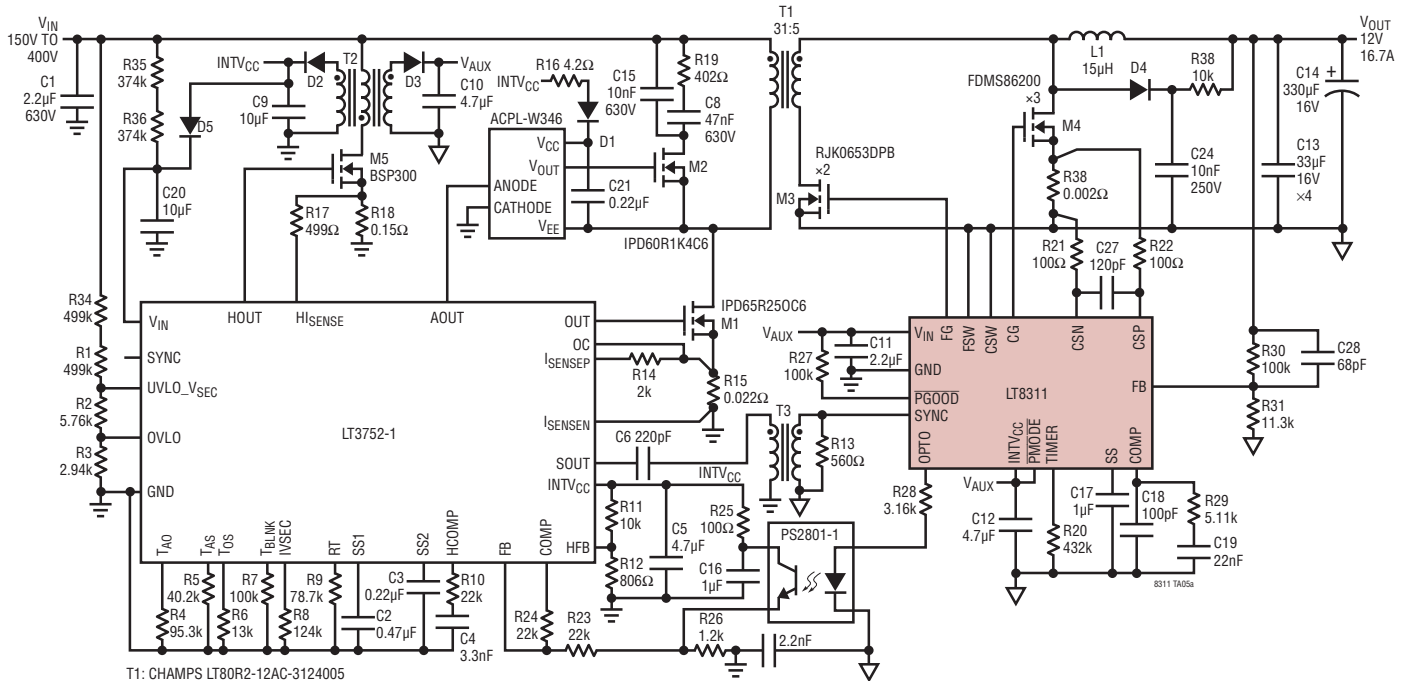 VIN
150V TO
400V
C1
2.2µF
630V
R35
374k
R36
374k
C20
10µF
D5
INTVCC
D2
T2
D3
VAUX
C9
10µF
C10
4.7µF
M5
BSP300
R17
499Ω
R18
0.15Ω
R16 4.2Ω
INTVCC
ACPL-W346
VCC
VOUT
ANODE
CATHODE
VEE
D1
C21
0.22µF
C15
10nF
630V
R19
402Ω
C8
47nF
630V
M2
IPD60R1K4C6
T1
31:5
RJK0653DPB
×2
M3
FDMS86200
×3
M4
L1
15µH
D4
R38
10k
C24
10nF
250V
R38
0.002Ω
R21
100Ω
C27
120pF
R22
100Ω
VOUT
12V
16.7A
+
C14
330µF
16V
C13
33µF
16V
×4
R34
499k
R1
499k
R2
5.76k
R3
2.94k
VIN
SYNC
UVLO_VSEC
OVLO
GND
HOUT
HISENSE
AOUT
LT3752-1
OUT
OC
ISENSEP
ISENSEN
SOUT
INTVCC
HFB
TAO
TAS
TOS
TBLNK
IVSEC
RT
SS1
SS2
HCOMP
FB
COMP
IPD65R25OC6
M1
R14
2k
R15
0.022Ω
C6 220pF
T3
R13
560Ω
INTVCC
R11
10k
R12
806Ω
C5
4.7µF
R25
100Ω
C16
1µF
PS2801-1
R28
3.16k
VAUX
R27
100k
C11
2.2µF
VIN
FG
FSW
CSW
CG
CSN
CSP
GND
PGOOD
SYNC
LT8311
FB
OPTO
INTVCC
PMODE
TIMER
SS
COMP
R30
100k
C28
68pF
R31
11.3k
VAUX
C12
4.7µF
R20
432k
C17
1µF
C18
100pF
R29
5.11k
C19
22nF
8311 TA05a
R5
40.2k
R4
95.3k
R6
13k
R7
100k
R8
124k
R9
78.7k
C3
0.22µF
C2
0.47µF
R10
22k
C4
3.3nF
R24
22k
R23
22k
R26
1.2k
2.2nF
T1: CHAMPS LT80R2-12AC-3124005